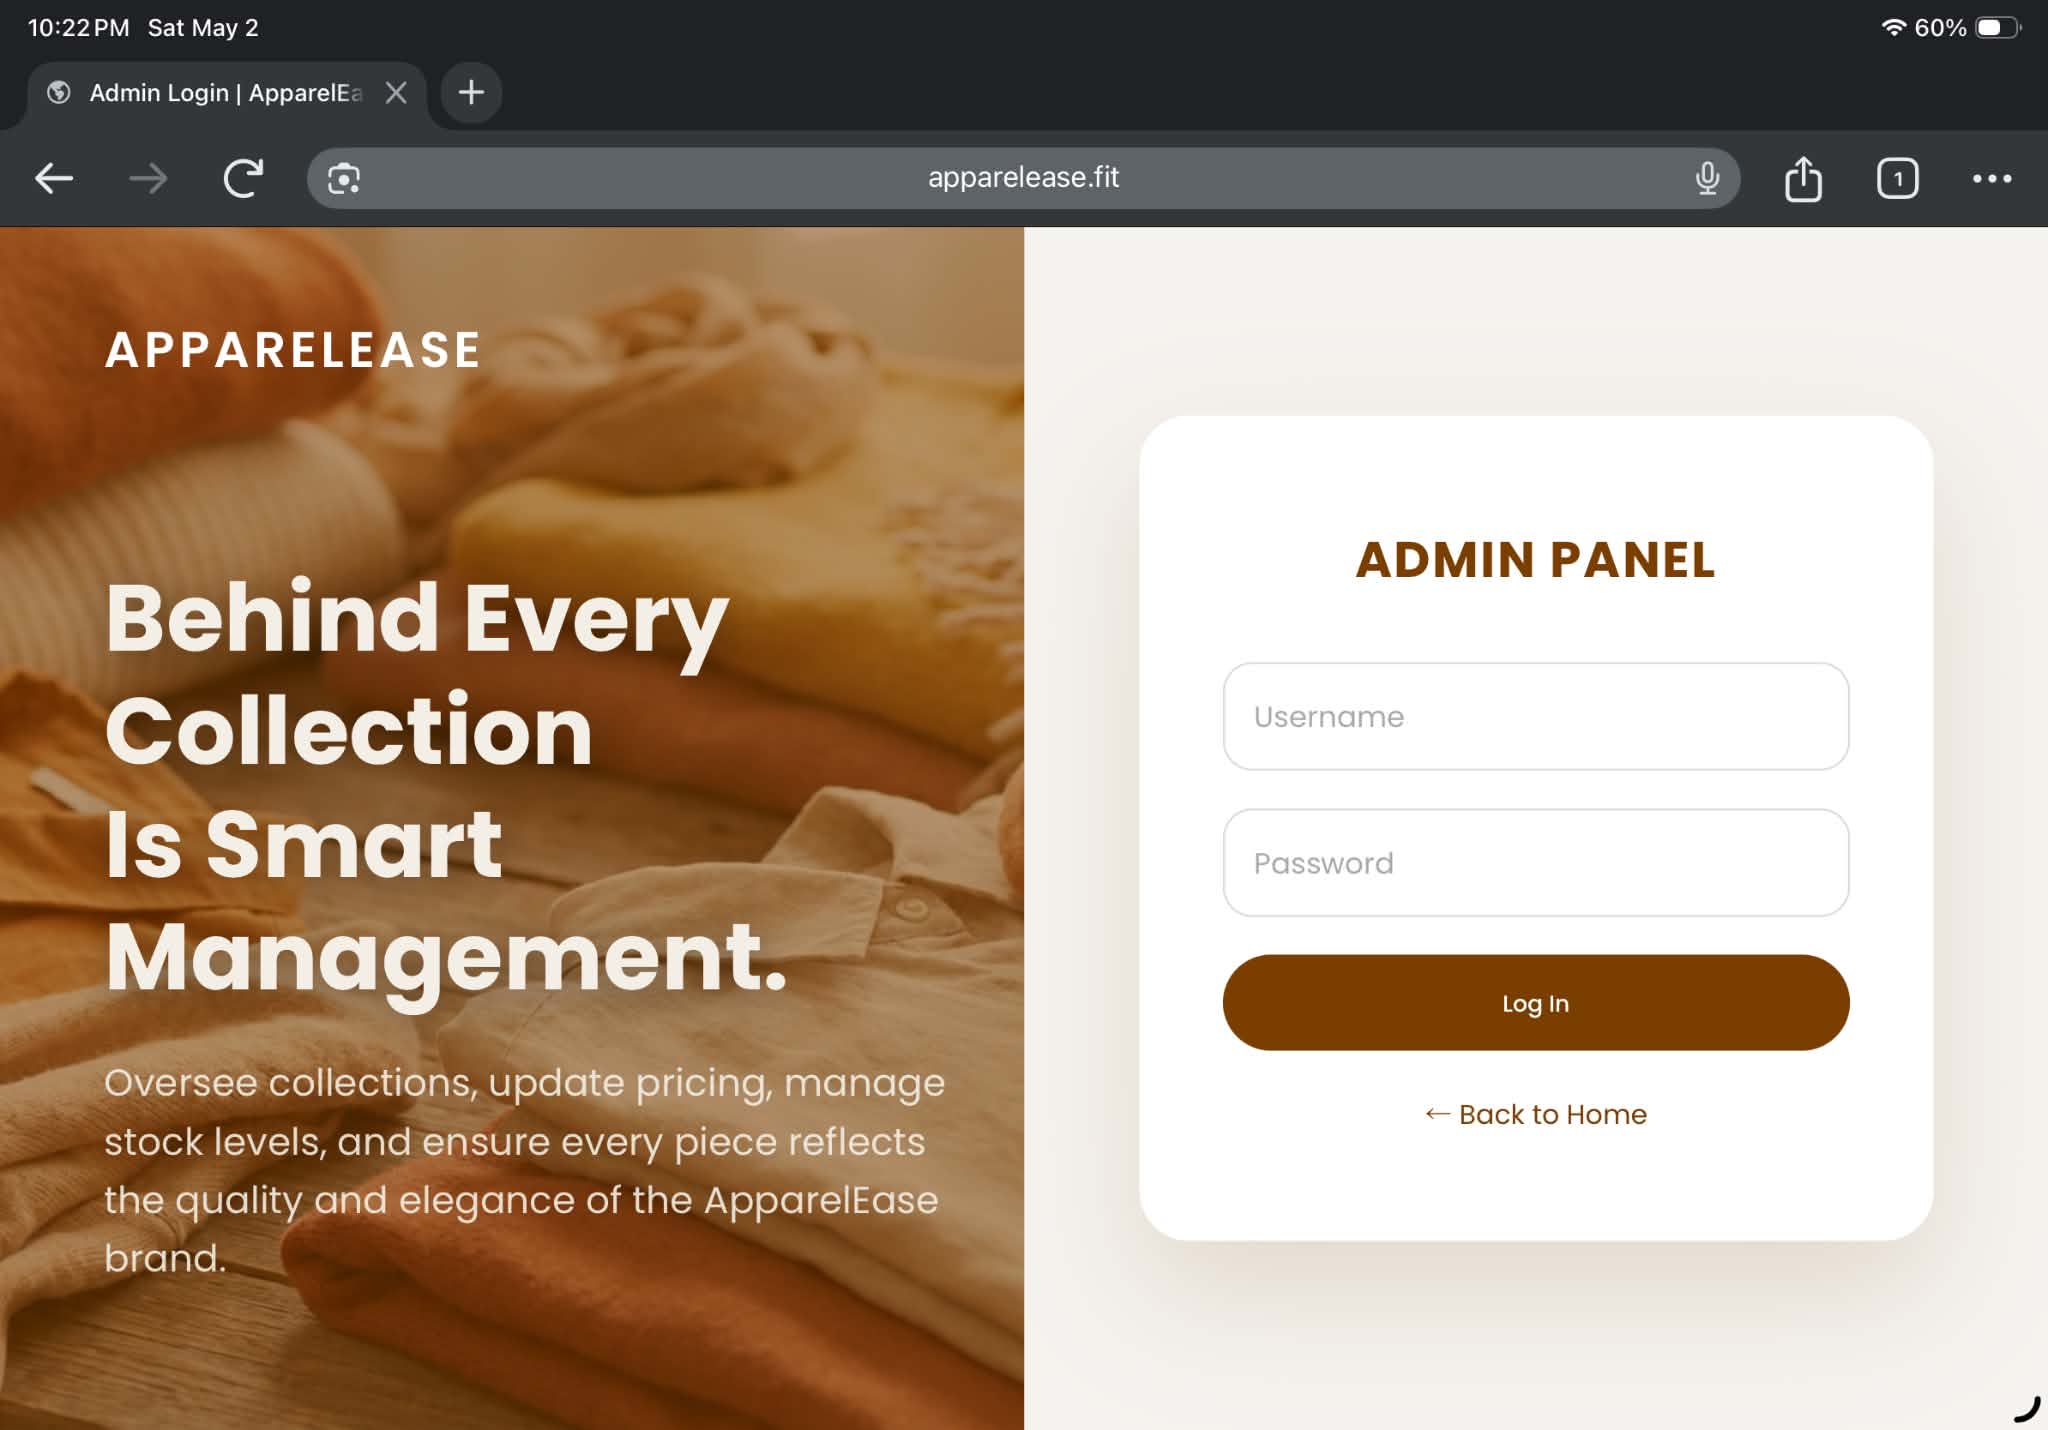 10:22 PM Sat May 2
60%
Admin Login | ApparelEa
apparelease.fit
1
APPARELEASE
Behind Every
Collection
Is Smart
Management.
Oversee collections, update pricing, manage
stock levels, and ensure every piece reflects
the quality and elegance of the ApparelEase
brand.
ADMIN PANEL
Username
Password
Log In
← Back to Home